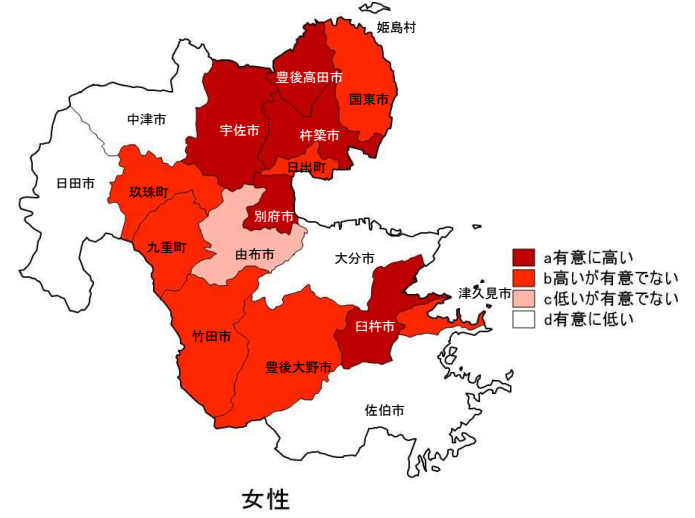 姫島村
豊後高田市
国東市
中津市
宇佐市
杵築市
日出町
日田市
玖珠町
別府市
九重町
由布市
大分市
a有意に高い
b高いが有意でない
c低いが有意でない
d有意に低い
津久見市
臼杵市
竹田市
豊後大野市
佐伯市
女性